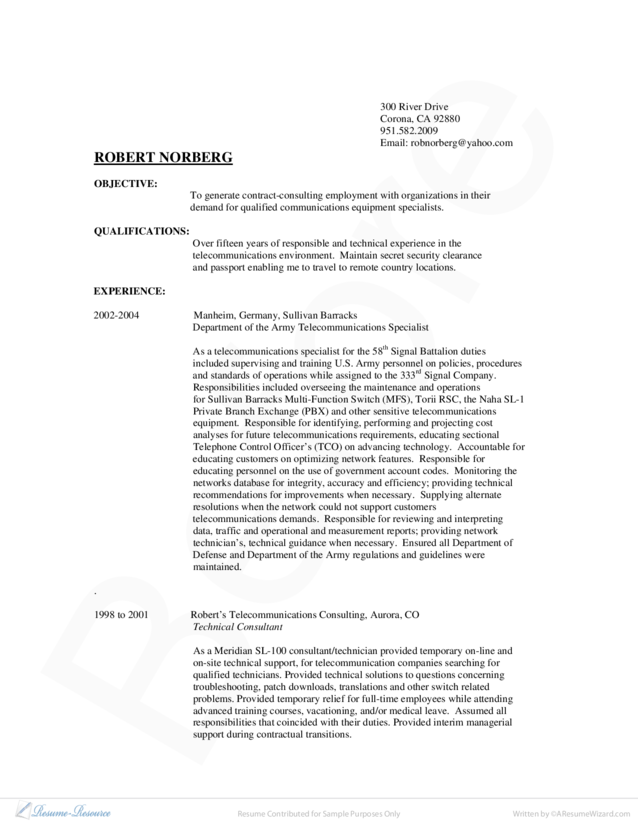 300 River Drive
Corona, CA 92880
951.582.2009
Email: robnorberg@yahoo.com
ROBERT NORBERG
OBJECTIVE:
To generate contract-consulting employment with organizations in their
demand for qualified communications equipment specialists.
QUALIFICATIONS:
Over fifteen years of responsible and technical experience in the
telecommunications environment. Maintain secret security clearance
and passport enabling me to travel to remote country locations.
EXPERIENCE:
2002-2004 Manheim, Germany, Sullivan Barracks
Department of the Army Telecommunications Specialist
As a telecommunications specialist for the 58th Signal Battalion duties
included supervising and training U.S. Army personnel on policies, procedures
and standards of operations while assigned to the 333rd Signal Company.
Responsibilities included overseeing the maintenance and operations
for Sullivan Barracks Multi-Function Switch (MFS), Torii RSC, the Naha SL-1
Private Branch Exchange (PBX) and other sensitive telecommunications
equipment. Responsible for identifying, performing and projecting cost
analyses for future telecommunications requirements, educating sectional
Telephone Control Officer's (TCO) on advancing technology. Accountable for
educating customers on optimizing network features. Responsible for
educating personnel on the use of government account codes. Monitoring the
networks database for integrity, accuracy and efficiency; providing technical
recommendations for improvements when necessary. Supplying alternate
resolutions when the network could not support customers
telecommunications demands. Responsible for reviewing and interpreting
data, traffic and operational and measurement reports; providing network
technician's, technical guidance when necessary. Ensured all Department of
Defense and Department of the Army regulations and guidelines were
maintained.
.
1998 to 2001 Robert's Telecommunications Consulting, Aurora, CO
Technical Consultant
As a Meridian SL-100 consultant/technician provided temporary on-line and
on-site technical support, for telecommunication companies searching for
qualified technicians. Provided technical solutions to questions concerning
troubleshooting, patch downloads, translations and other switch related
problems. Provided temporary relief for full-time employees while attending
advanced training courses, vacationing, and/or medical leave. Assumed all
responsibilities that coincided with their duties. Provided interim managerial
support during contractual transitions.
Resume-Resource
Resume Contributed for Sample Purposes Only
Written by ©AResumeWizard.com